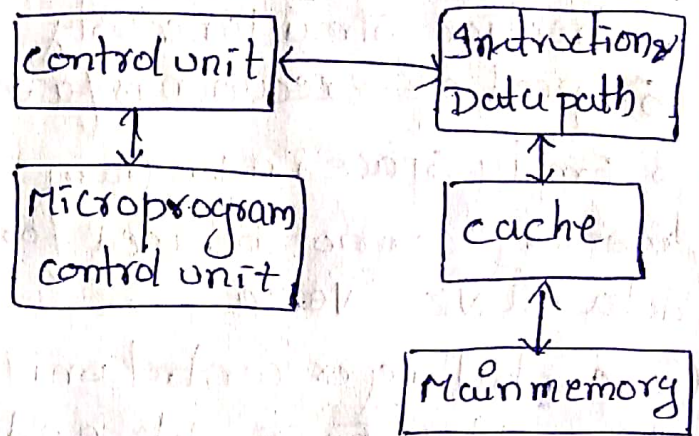 control unit
Instructions
Data path
Microprogram
control unit
cache
Main memory